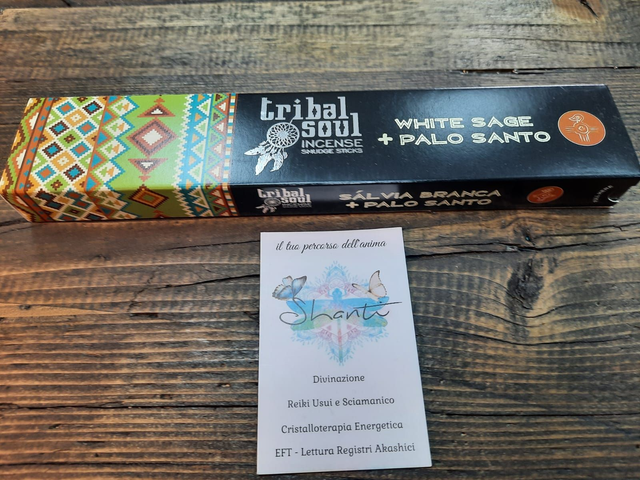 tribal
soul
INCENSE
SMUDGE STICKS
WHITE SAGE
+ PALO SANTO
tribal
soul
INCENSE
SÁLVIA BRANCA
+ PALO SANTO
il tuo percorso dell'anima
Shanti
Divinazione
Reiki Usui e Sciamanico
Cristalloterapia Energetica
EFT - Lettura Registri Akashici